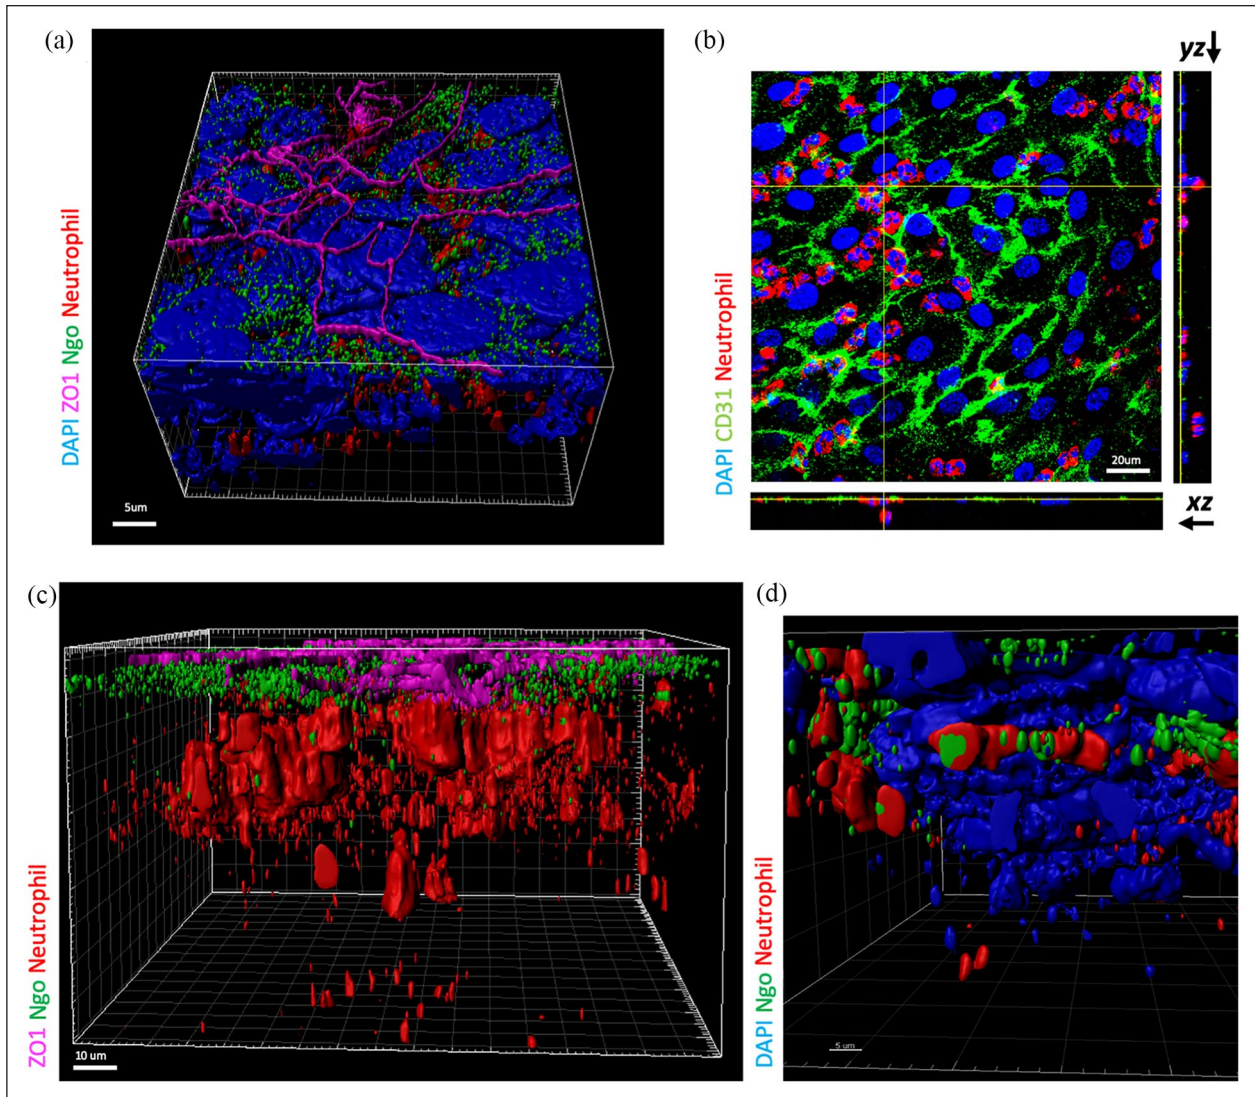 (a)
DAPI ZO1 Ngo Neutrophil
5um
(b)
yz
DAPI CD31 Neutrophil
20um
xz
(c)
ZO1 Ngo Neutrophil
10 um
(d)
DAPI Ngo Neutrophil
5 um